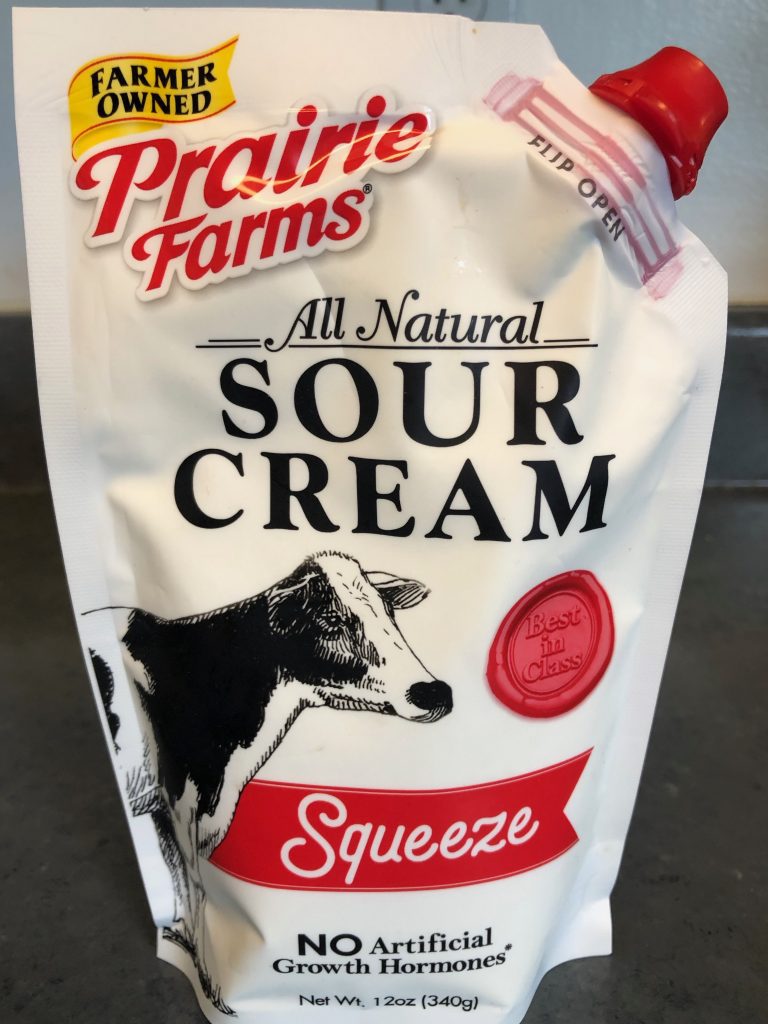 FARMER
OWNED
Prairie
Farms®
FLIP OPEN
All Natural
SOUR
CREAM
Best
in
Class
Squeeze
NO Artificial
Growth Hormones*
Net Wt. 12oz (340g)